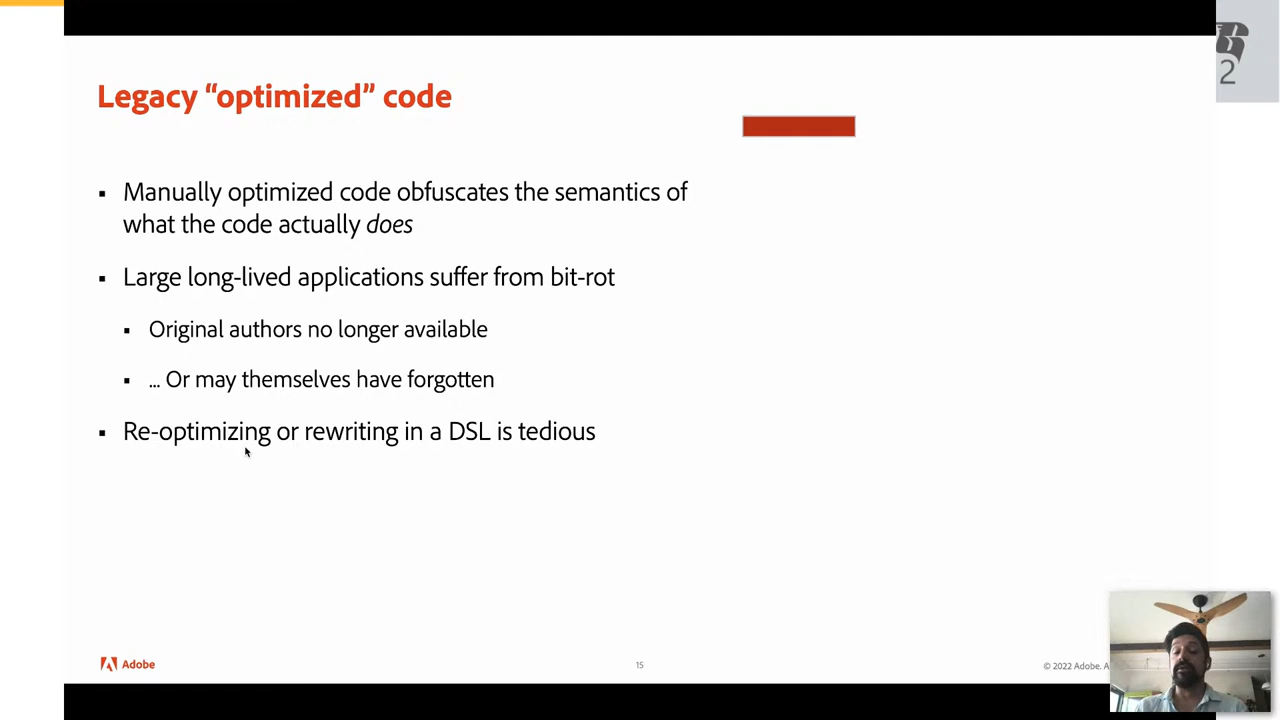 Legacy “optimized” code
▪ Manually optimized code obfuscates the semantics of
what the code actually does
▪ Large long-lived applications suffer from bit-rot
▪ Original authors no longer available
▪ ... Or may themselves have forgotten
▪ Re-optimizing or rewriting in a DSL is tedious
Adobe
15
© 2022 Adobe.
2